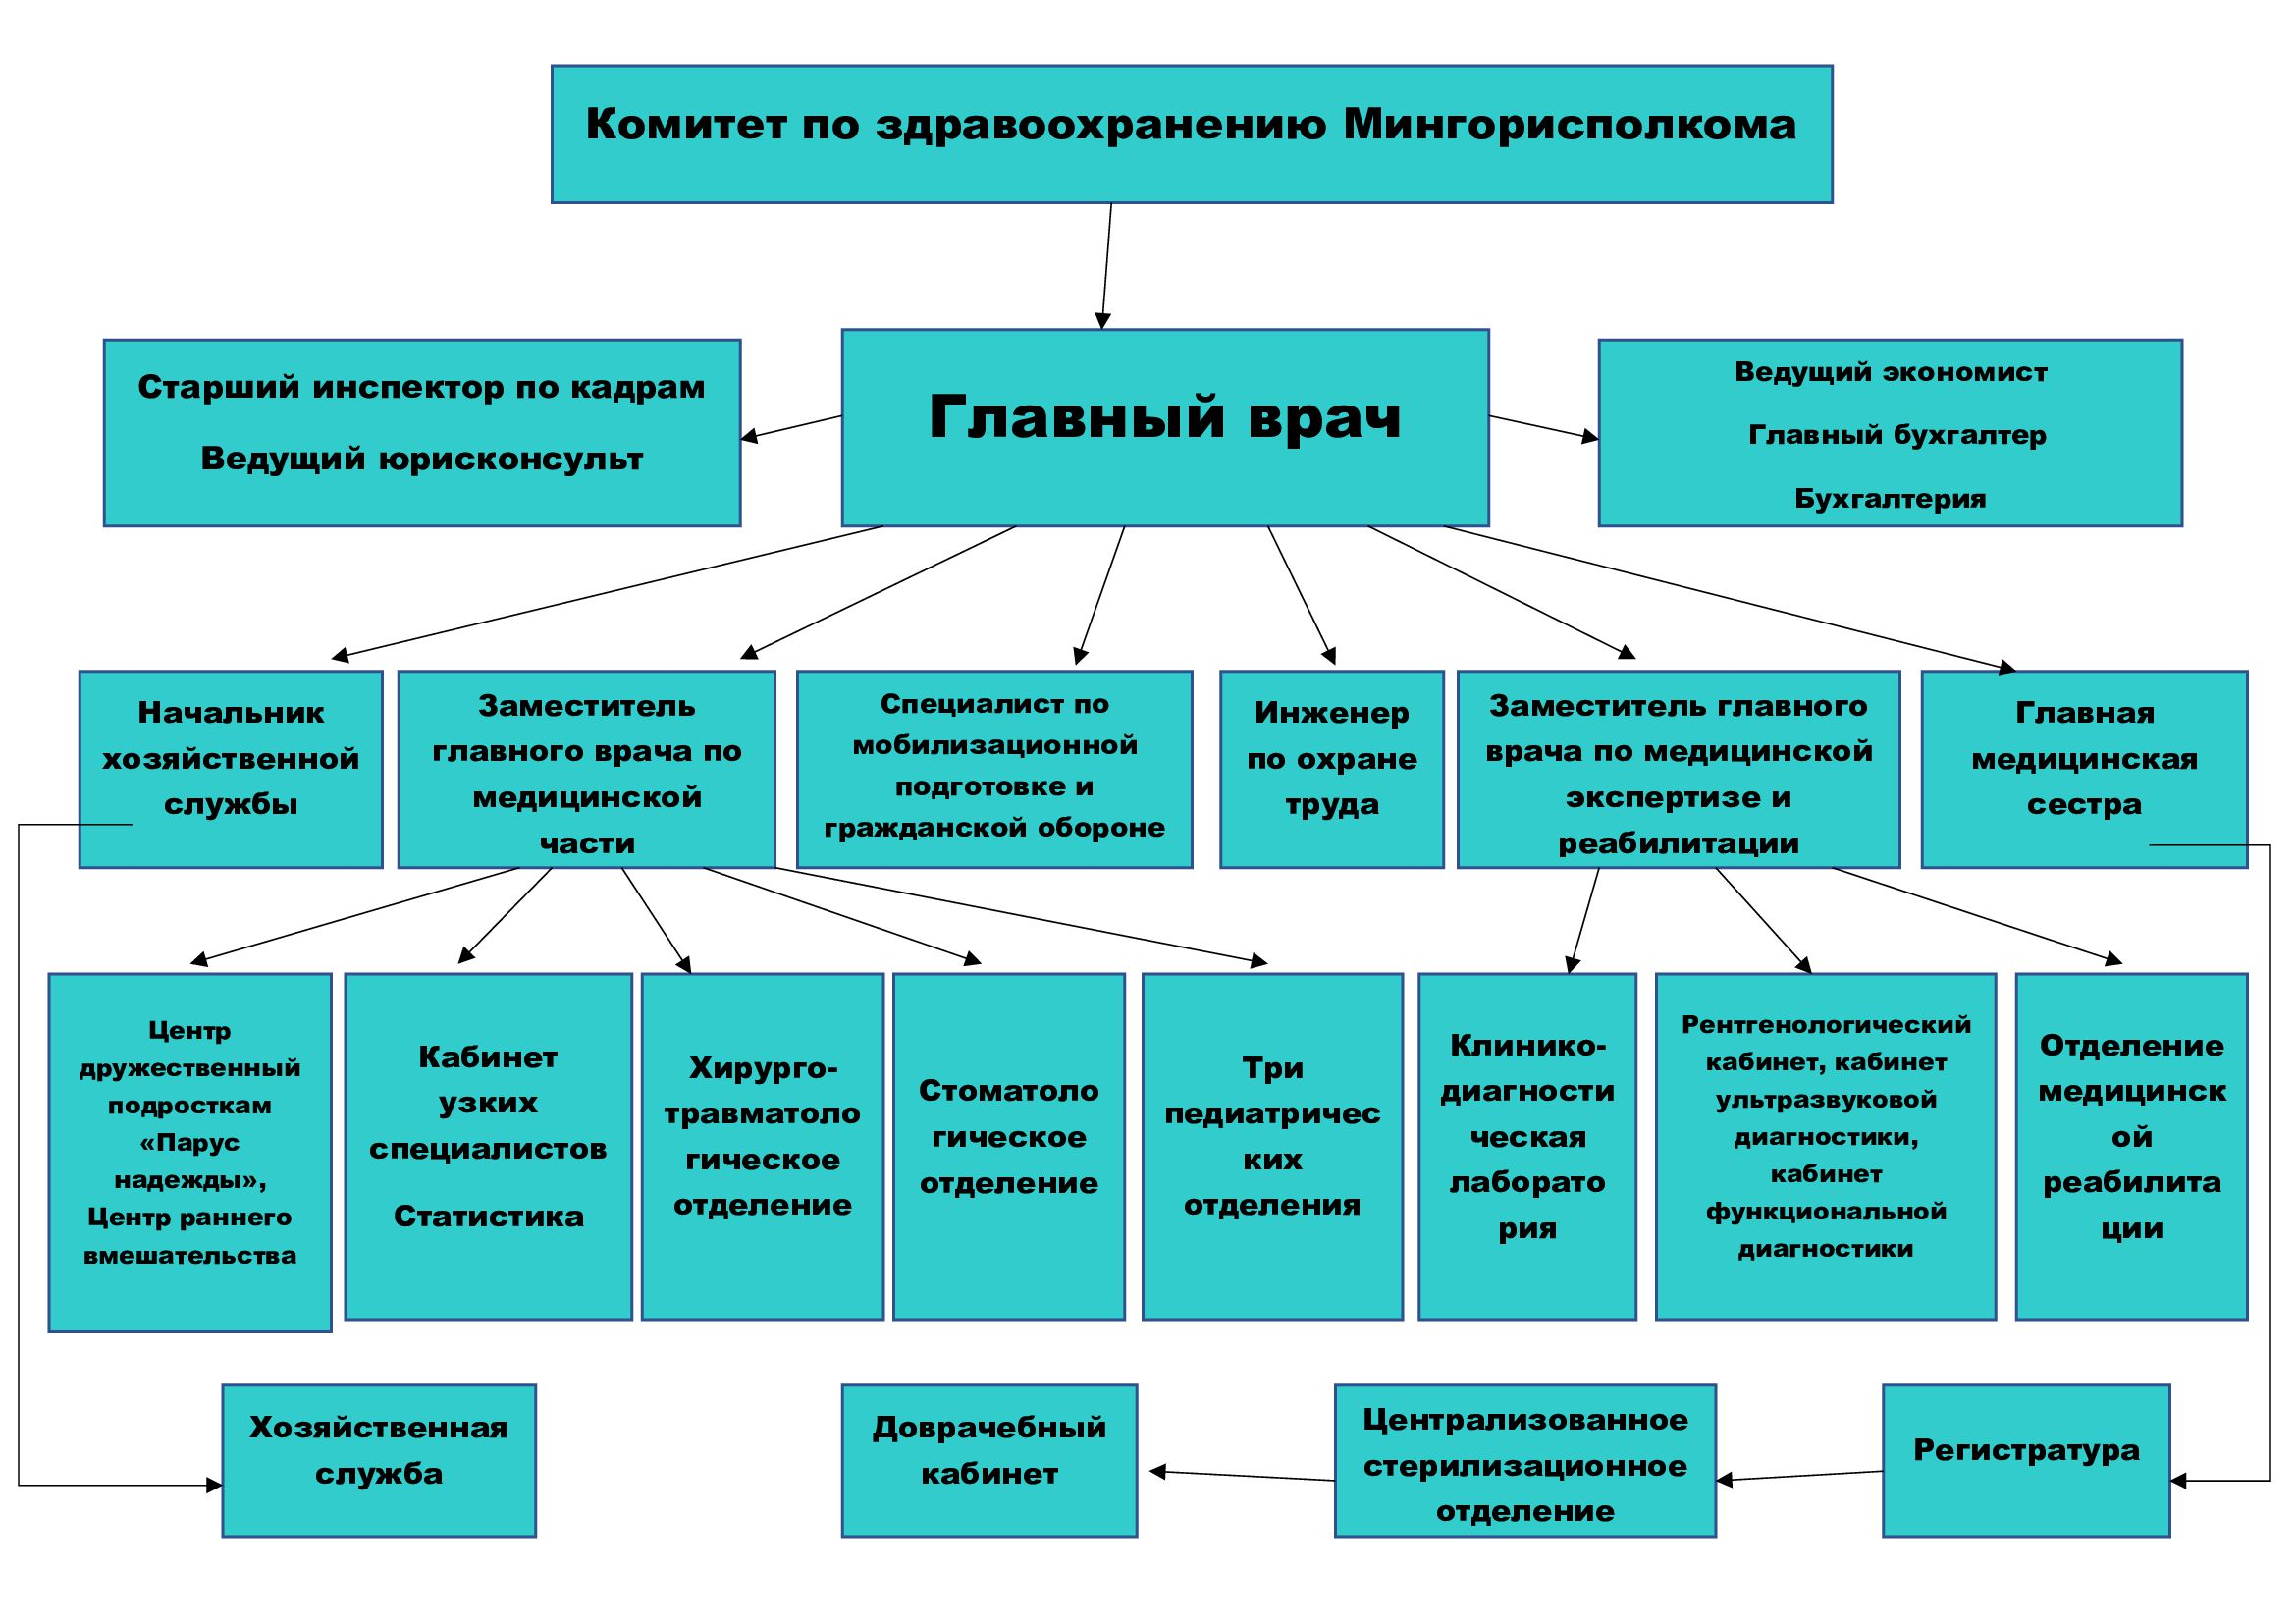 Комитет по здравоохранению Мингорисполкома
Старший инспектор по кадрам
Ведущий юрисконсульт
Главный врач
Ведущий экономист
Главный бухгалтер
Бухгалтерия
Начальник
хозяйственной
службы
Заместитель
главного врача по
медицинской
части
Специалист по
мобилизационной
подготовке и
гражданской обороне
Инженер
по охране
труда
Заместитель главного
врача по медицинской
экспертизе и
реабилитации
Главная
медицинская
сестра
Центр
дружественный
подросткам
«Парус
надежды»,
Центр раннего
вмешательства
Кабинет
узких
специалистов
Статистика
Хирурго-
травматоло
гическое
отделение
Стоматоло
гическое
отделение
Три
педиатричес
ких
отделения
Клинико-
диагности
ческая
лаборато
рия
Рентгенологический
кабинет, кабинет
ультразвуковой
диагностики,
кабинет
функциональной
диагностики
Отделение
медицинск
ой
реабилита
ции
Хозяйственная
служба
Доврачебный
кабинет
Централизованное
стерилизационное
отделение
Регистратура